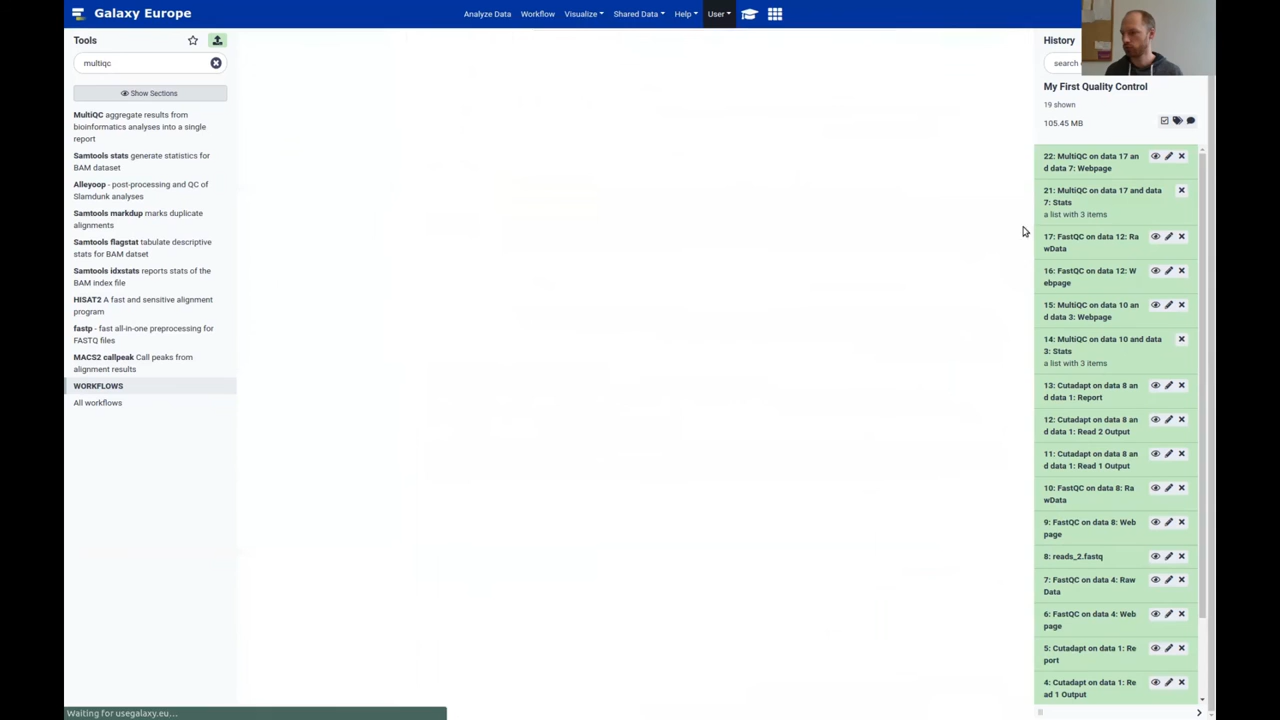 Galaxy Europe
Analyze Data
Workflow
Visualize
Shared Data
Help
User
Tools
multiqc
Show Sections
MultiQC aggregate results from
bioinformatics analyses into a single
report
Samtools stats generate statistics for
BAM dataset
Alleyoop - post-processing and QC of
Slamdunk analyses
Samtools markdup marks duplicate
alignments
Samtools flagstat tabulate descriptive
stats for BAM datset
Samtools idxstats reports stats of the
BAM index file
HISAT2 A fast and sensitive alignment
program
fastp - fast all-in-one preprocessing for
FASTQ files
MACS2 callpeak Call peaks from
alignment results
WORKFLOWS
All workflows
Waiting for usegalaxy.eu...
History
search
My First Quality Control
19 shown
105.45 MB
22: MultiQC on data 17 an
d data 7: Webpage
21: MultiQC on data 17 and data
7: Stats
a list with 3 items
17: FastQC on data 12: Ra
wData
16: FastQC on data 12: W
ebpage
15: MultiQC on data 10 an
d data 3: Webpage
14: MultiQC on data 10 and data
3: Stats
a list with 3 items
13: Cutadapt on data 8 an
d data 1: Report
12: Cutadapt on data 8 an
d data 1: Read 2 Output
11: Cutadapt on data 8 an
d data 1: Read 1 Output
10: FastQC on data 8: Ra
wData
9: FastQC on data 8: Web
page
8: reads_2.fastq
7: FastQC on data 4: Raw
Data
6: FastQC on data 4: Web
page
5: Cutadapt on data 1: Re
port
4: Cutadapt on data 1: Re
ad 1 Output